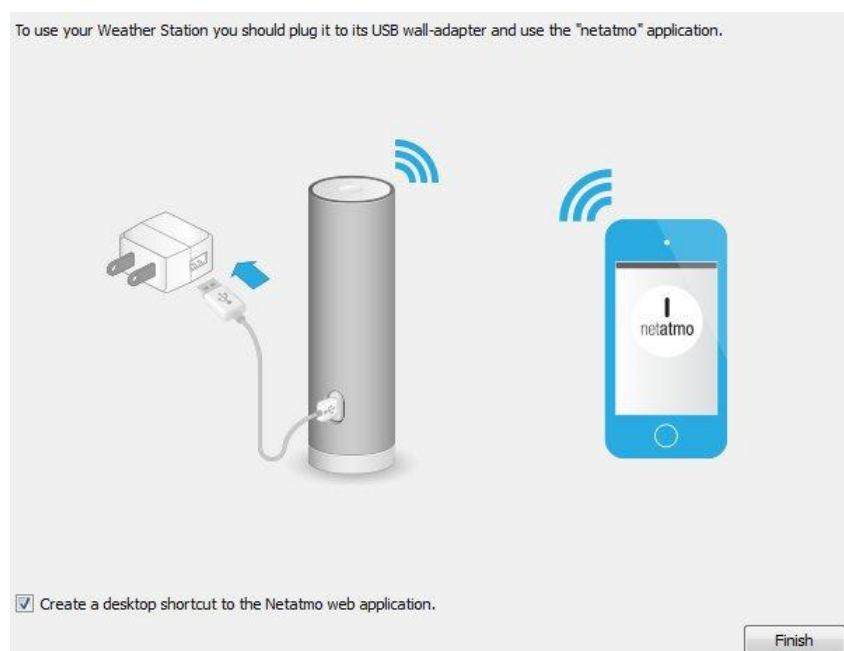 To use your Weather Station you should plug it to its USB wall-adapter and use the "netatmo" application.
netatmo
Create a desktop shortcut to the Netatmo web application.
Finish